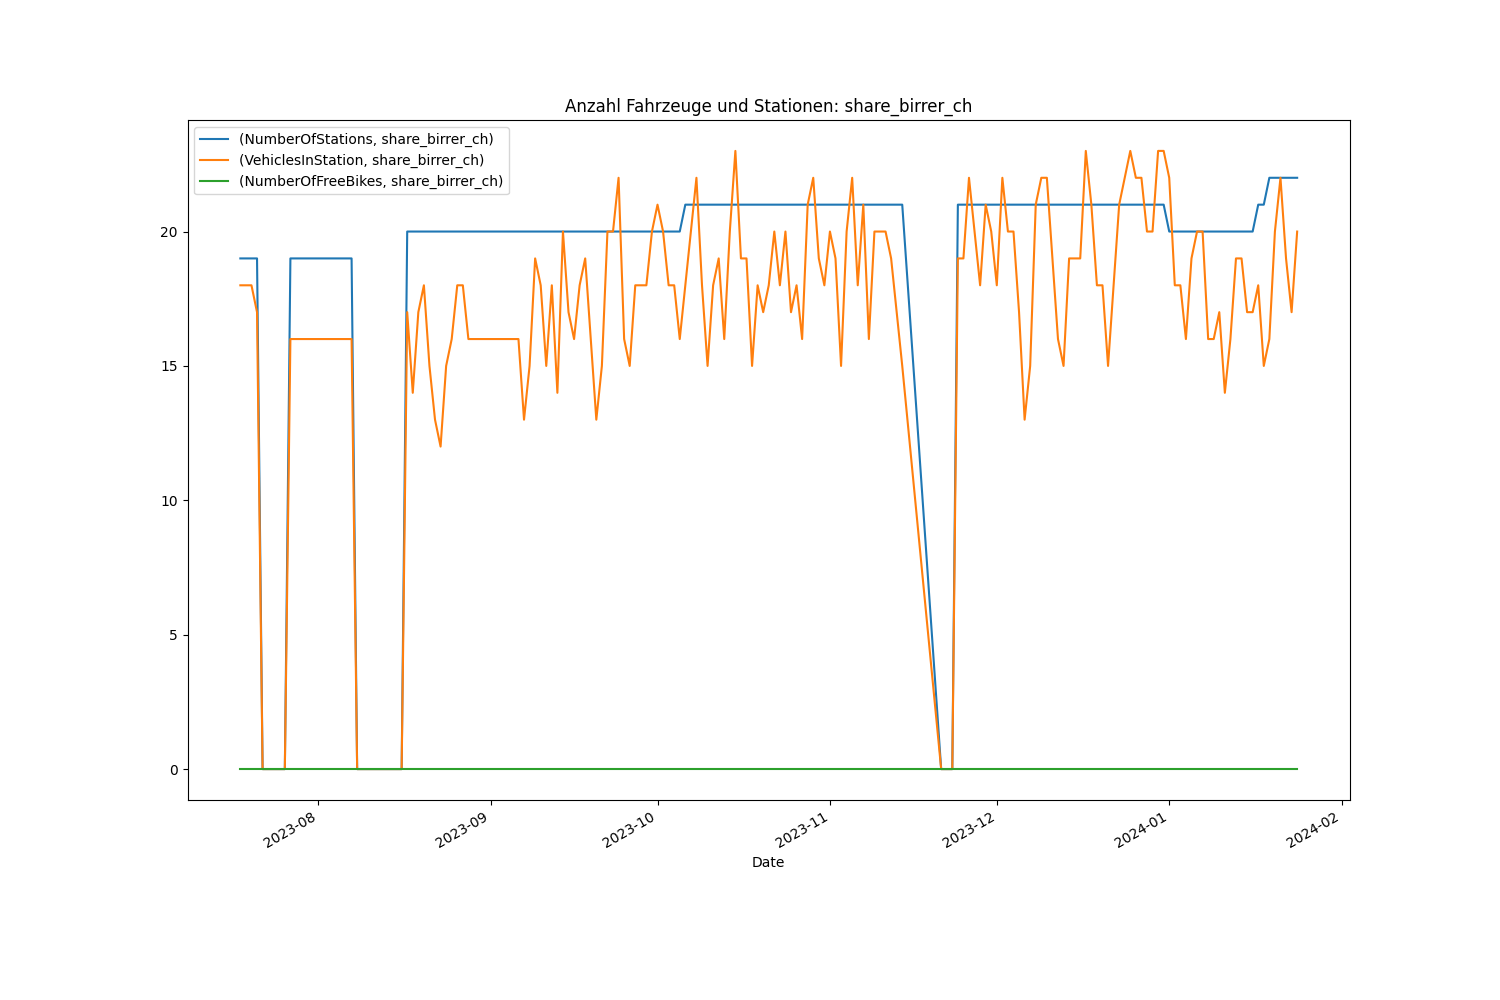 Anzahl Fahrzeuge und Stationen: share_birrer_ch
(NumberOfStations, share_birrer_ch)
(VehiclesInStation, share_birrer_ch)
(NumberOfFreeBikes, share_birrer_ch)
20
15
10
5
0
2023-08
2023-09
2023-10
2023-11
2023-12
2024-01
2024-02
Date